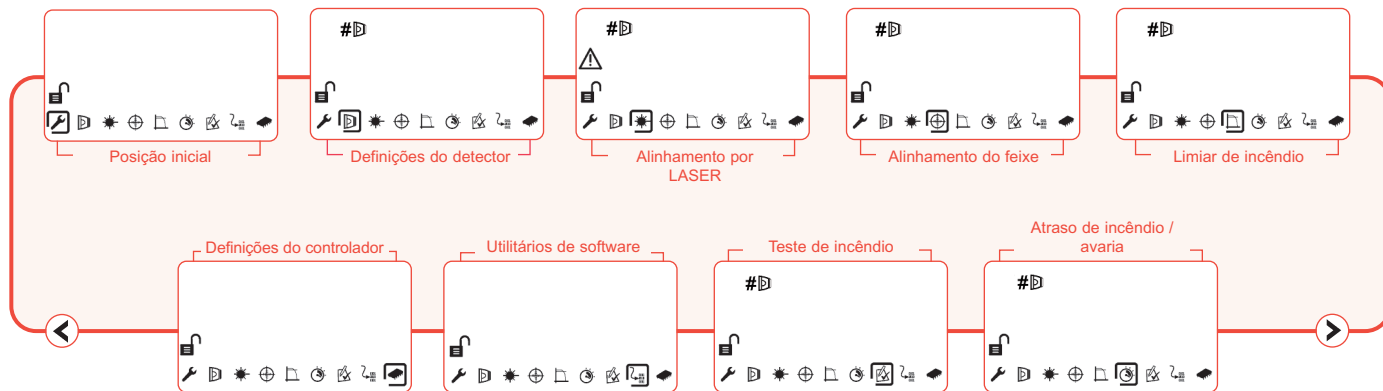 #
#
#
#
Posição inicial
Definições do detector
Alinhamento por
LASER
Alinhamento do feixe
Limiar de incêndio
Definições do controlador
Utilitários de software
Teste de incêndio
Atraso de incêndio /
avaria
#
#